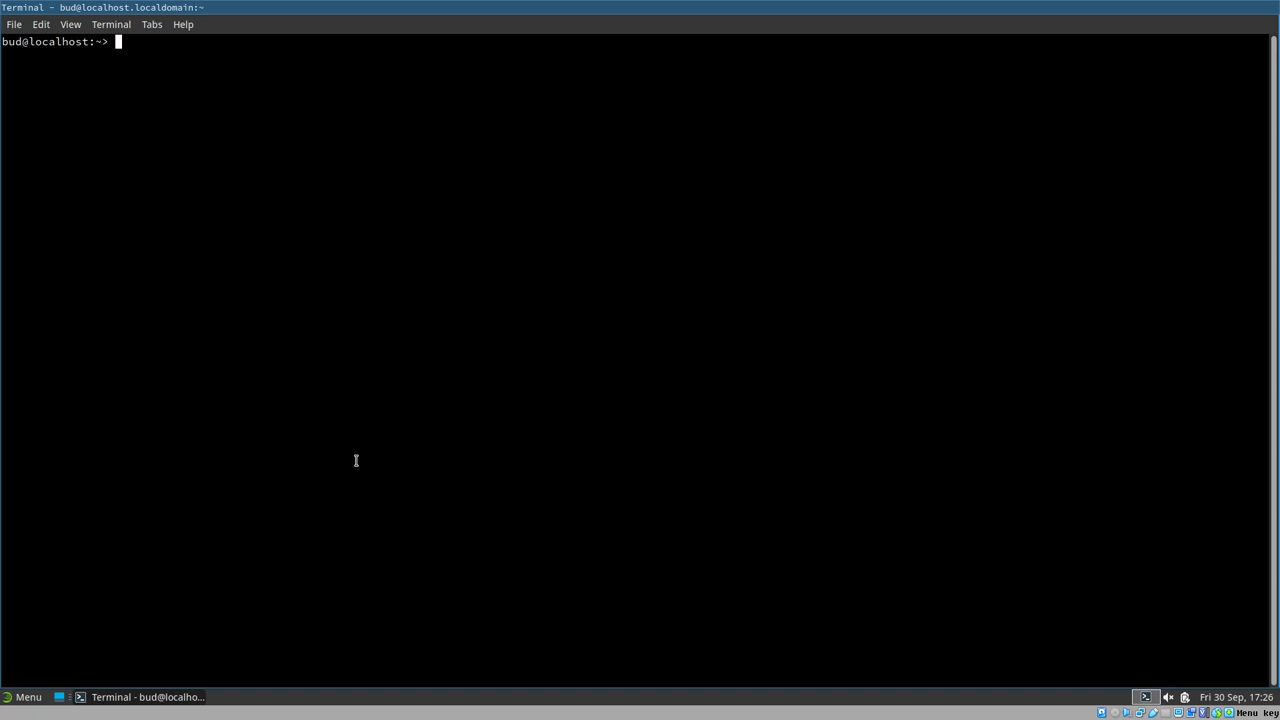 Terminal - bud@localhost.localdomain:~
File Edit View Terminal Tabs Help
bud@localhost:~>
Menu Terminal - bud@localho... Fri 30 Sep, 17:26
Menu key